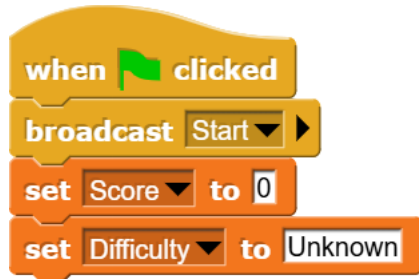 when clicked
broadcast Start
set Score to 0
set Difficulty to Unknown